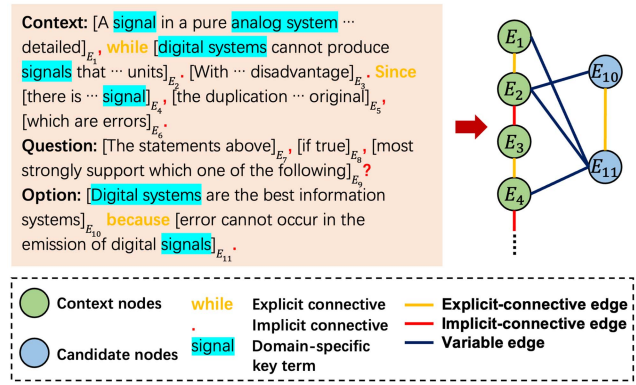 Context: [A signal in a pure analog system ···
detailed]E1, while [digital systems cannot produce
signals that ··· units]E2. [With ··· disadvantage]E3. Since
[there is ··· signal]E4, [the duplication ··· original]E5,
[which are errors]E6.
Question: [The statements above]E7, [if true]E8, [most
strongly support which one of the following]E9?
Option: [Digital systems are the best information
systems]E10 because [error cannot occur in the
emission of digital signals]E11.
E1
E2
E3
E4
E10
E11
Context nodes
Candidate nodes
while Explicit connective
. Implicit connective
signal Domain-specific
key term
Explicit-connective edge
Implicit-connective edge
Variable edge